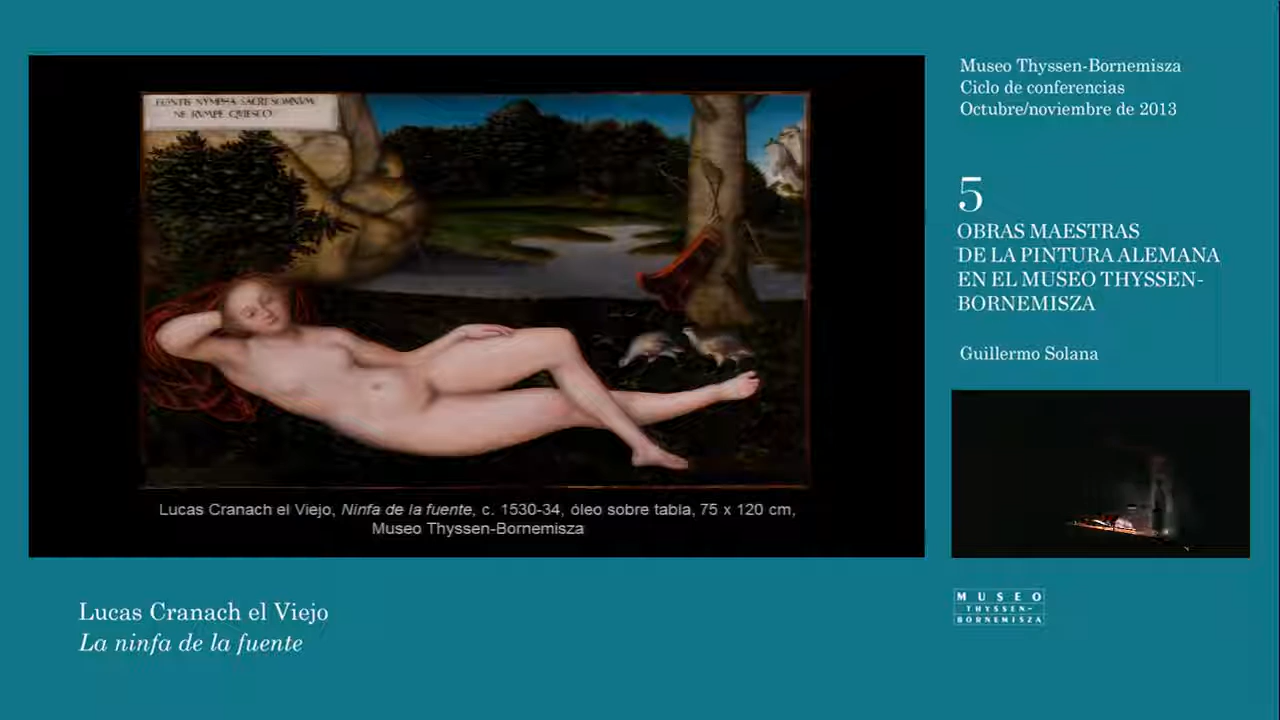 FONTIS NYMPHA SACRI SOMNVM
NE RVMPE QVIESCO
Lucas Cranach el Viejo, Ninfa de la fuente, c. 1530-34, óleo sobre tabla, 75 x 120 cm,
Museo Thyssen-Bornemisza
Lucas Cranach el Viejo
La ninfa de la fuente
Museo Thyssen-Bornemisza
Ciclo de conferencias
Octubre/noviembre de 2013
5
OBRAS MAESTRAS
DE LA PINTURA ALEMANA
EN EL MUSEO THYSSEN-
BORNEMISZA
Guillermo Solana
MUSEO
THYSSEN-
BORNEMISZA